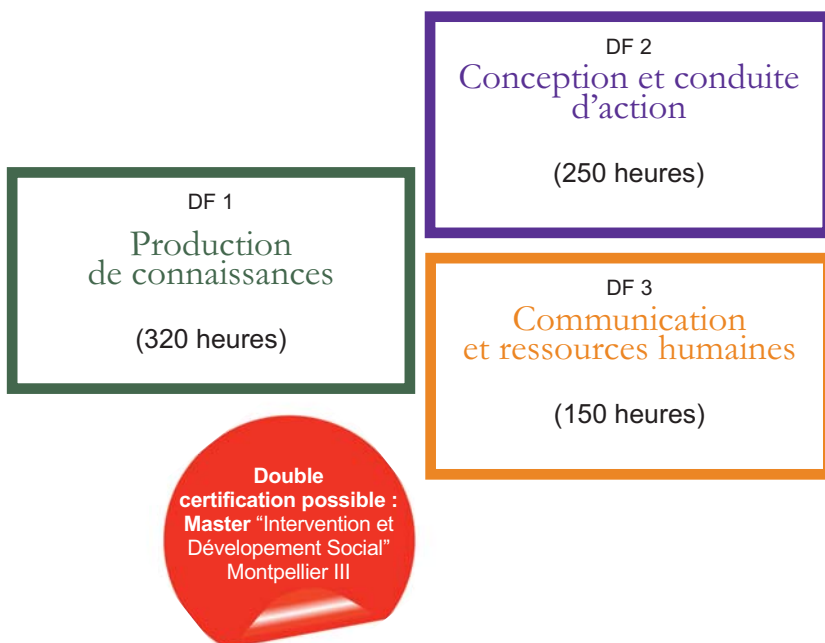 DF 1
Production
de connaissances
(320 heures)
DF 2
Conception et conduite
d’action
(250 heures)
DF 3
Communication
et ressources humaines
(150 heures)
Double
certification possible :
Master “Intervention et
Dévelopement Social”
Montpellier III